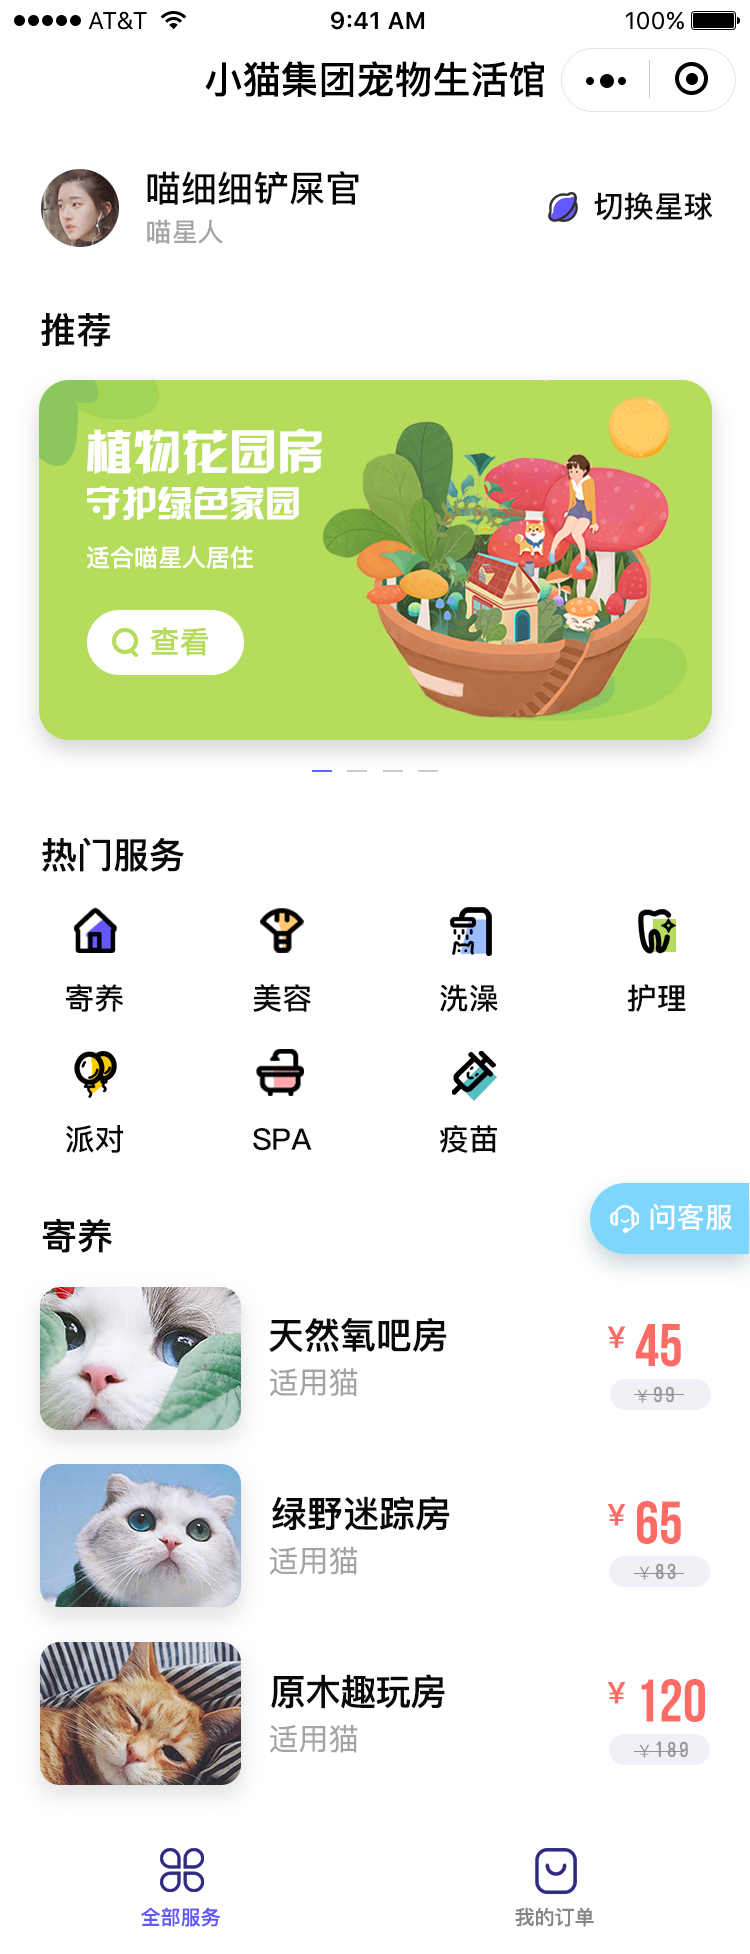 AT&T 9:41 AM 100%
小猫集团宠物生活馆
喵细细铲屎官
喵星人
切换星球
推荐
植物花园房
守护绿色家园
适合喵星人居住
查看
热门服务
寄养 美容 洗澡 护理
派对 SPA 疫苗
问客服
寄养
天然氧吧房
适用猫
¥ 45
¥99
绿野迷踪房
适用猫
¥ 65
¥83
原木趣玩房
适用猫
¥ 120
¥189
全部服务 我的订单